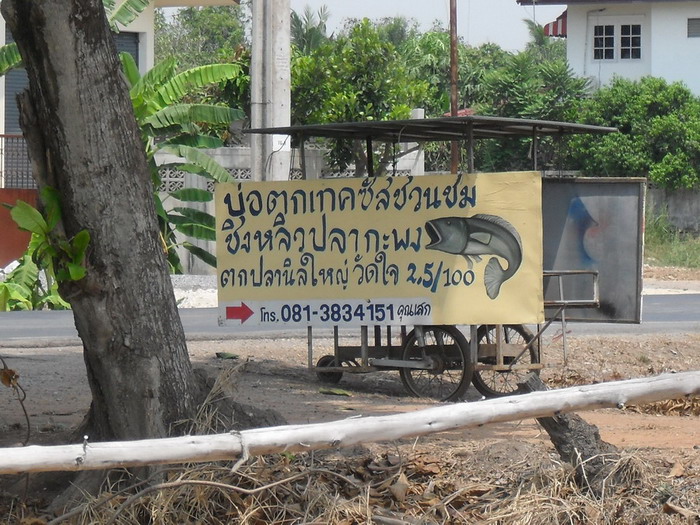 บ่อตกเทคซัสชวนชม
ชิงหลิวปลากะพง
ตกปลานิลใหญ่ วัดใจ 2,5/100
โทร. 081-3834151 คุณเสก